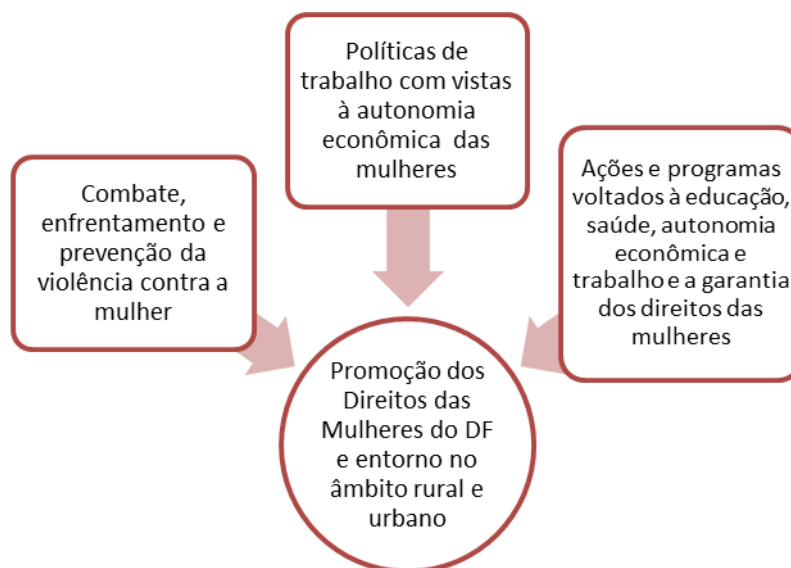 Políticas de
trabalho com vistas
à autonomia
econômica das
mulheres
Combate,
enfrentamento e
prevenção da
violência contra a
mulher
Ações e programas
voltados à educação,
saúde, autonomia
econômica e
trabalho e a garantia
dos direitos das
mulheres
Promoção dos
Direitos das
Mulheres do DF
e entorno no
âmbito rural e
urbano